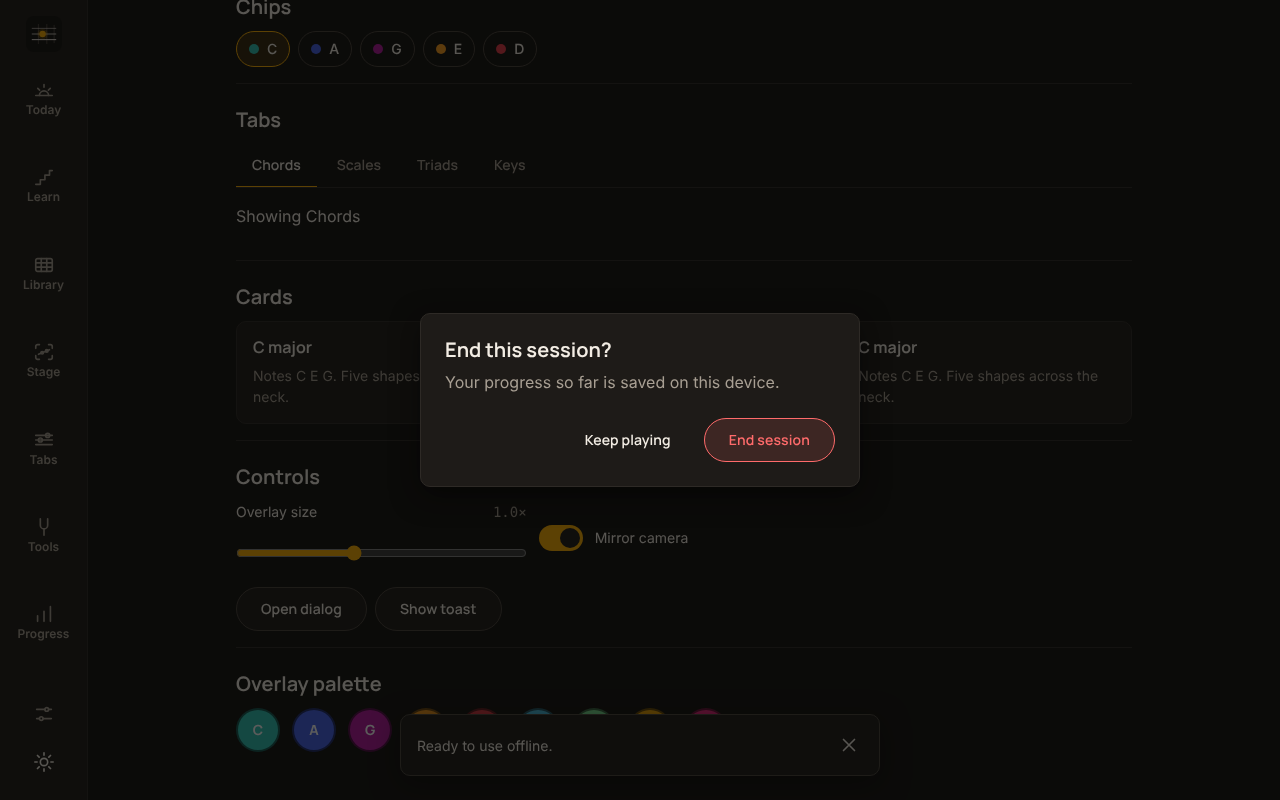 Chips
C A G E D
Today
Tabs
Chords Scales Triads Keys
Learn
Showing Chords
Library
Cards
C major
Notes C E G. Five shapes
neck.
C major
Notes C E G. Five shapes across the
neck.
End this session?
Your progress so far is saved on this device.
Keep playing End session
Stage
Tabs
Controls
Overlay size 1.0×
Mirror camera
Tools
Open dialog Show toast
Progress
Overlay palette
C A G
Ready to use offline.